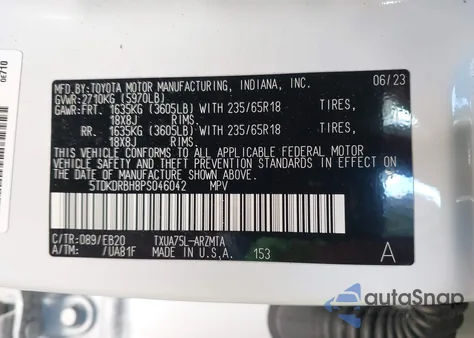 0E710
MFD. BY: TOYOTA MOTOR MANUFACTURING, INDIANA, INC.
GVWR: 2710KG (5970LB) 06/23
GAWR: FRT. 1635KG (3605LB) WITH 235/65R18 TIRES,
18X8J RIMS,
RR. 1635KG (3605LB) WITH 235/65R18 TIRES,
18X8J RIMS,
THIS VEHICLE CONFORMS TO ALL APPLICABLE FEDERAL MOTOR
VEHICLE SAFETY AND THEFT PREVENTION STANDARDS IN EFFECT ON
THE DATE OF MANUFACTURE SHOWN ABOVE.
5TDKDRBH8PS046042 MPV
C/TR: 089/EB20 TXUA75L-ARZMTA
A/TM: /UA81F MADE IN U.S.A. 153 A
autoSnap